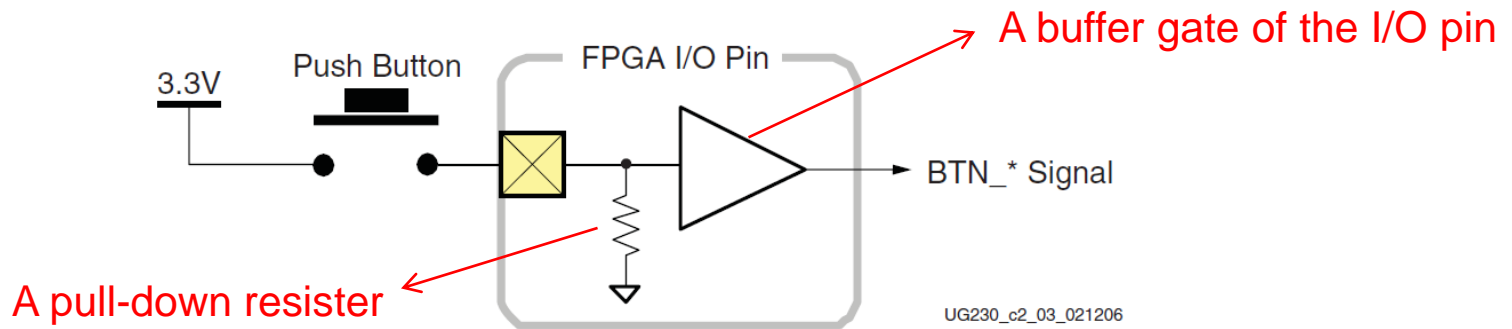 A buffer gate of the I/O pin
FPGA I/O Pin
Push Button
3.3V
BTN_* Signal
A pull-down resister
UG230_c2_03_021206